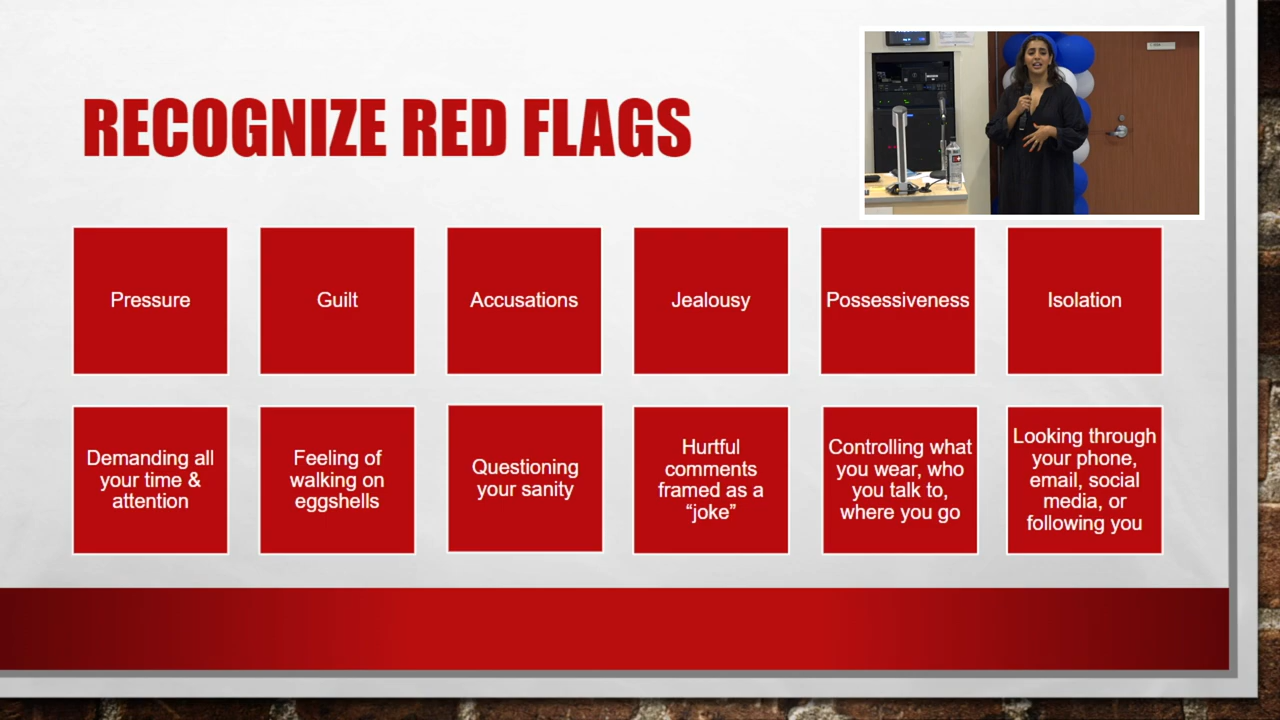 RECOGNIZE RED FLAGS
Pressure
Guilt
Accusations
Jealousy
Possessiveness
Isolation
Demanding all
your time &
attention
Feeling of
walking on
eggshells
Questioning
your sanity
Hurtful
comments
framed as a
“joke”
Controlling what
you wear, who
you talk to,
where you go
Looking through
your phone,
email, social
media, or
following you